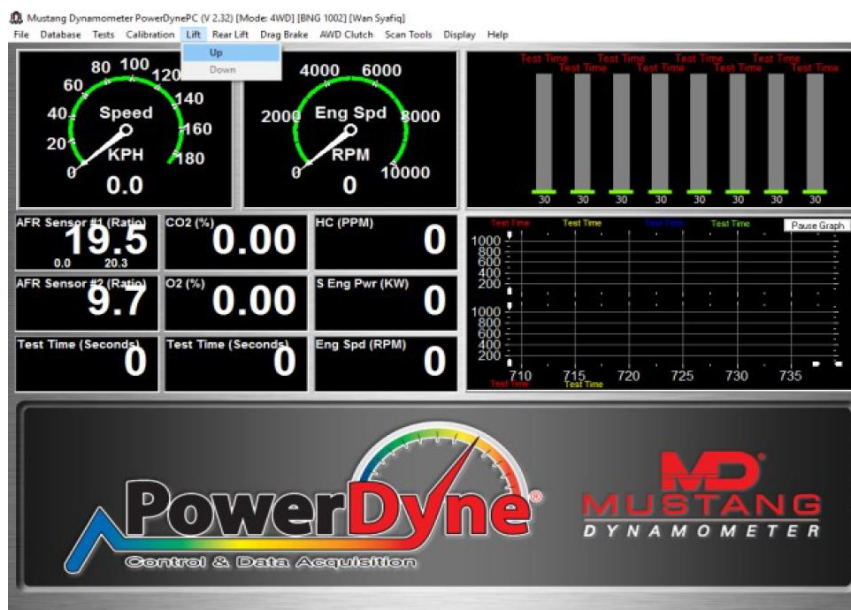 Mustang Dynamometer PowerDynePC (V 2.32) [Mode: 4WD] [BNG 1002] [Wan Syafiq]
File Database Tests Calibration Lift Rear Lift Drag Brake AWD Clutch Scan Tools Display Help
Up
Down
0 20 40 60 80 100 120 140 160 180
Speed
KPH
0.0
0 2000 4000 6000 8000 10000
Eng Spd
RPM
0
Test Time Test Time Test Time Test Time
Test Time Test Time Test Time Test Time
30 30 30 30 30 30 30 30
AFR Sensor #1 (Ratio)
19.5
0.0 20.3
CO2 (%)
0.00
HC (PPM)
0
AFR Sensor #2 (Ratio)
9.7
O2 (%)
0.00
S Eng Pwr (KW)
0
Test Time (Seconds)
0
Test Time (Seconds)
0
Eng Spd (RPM)
0
Test Time Test Time Test Time Test Time Pause Graph
1000
800
600
400
200
1000
800
600
400
200
710 715 720 725 730 735
Test Time Test Time
PowerDyne®
Control & Data Acquisition
MD
MUSTANG
DYNAMOMETER